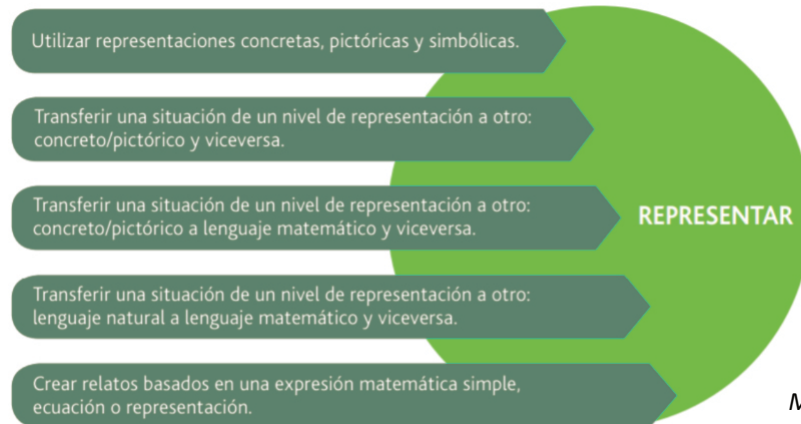 Utilizar representaciones concretas, pictóricas y simbólicas.
Transferir una situación de un nivel de representación a otro:
concreto/pictórico y viceversa.
Transferir una situación de un nivel de representación a otro:
concreto/pictórico a lenguaje matemático y viceversa.
REPRESENTAR
Transferir una situación de un nivel de representación a otro:
lenguaje natural a lenguaje matemático y viceversa.
Crear relatos basados en una expresión matemática simple,
ecuación o representación.
M